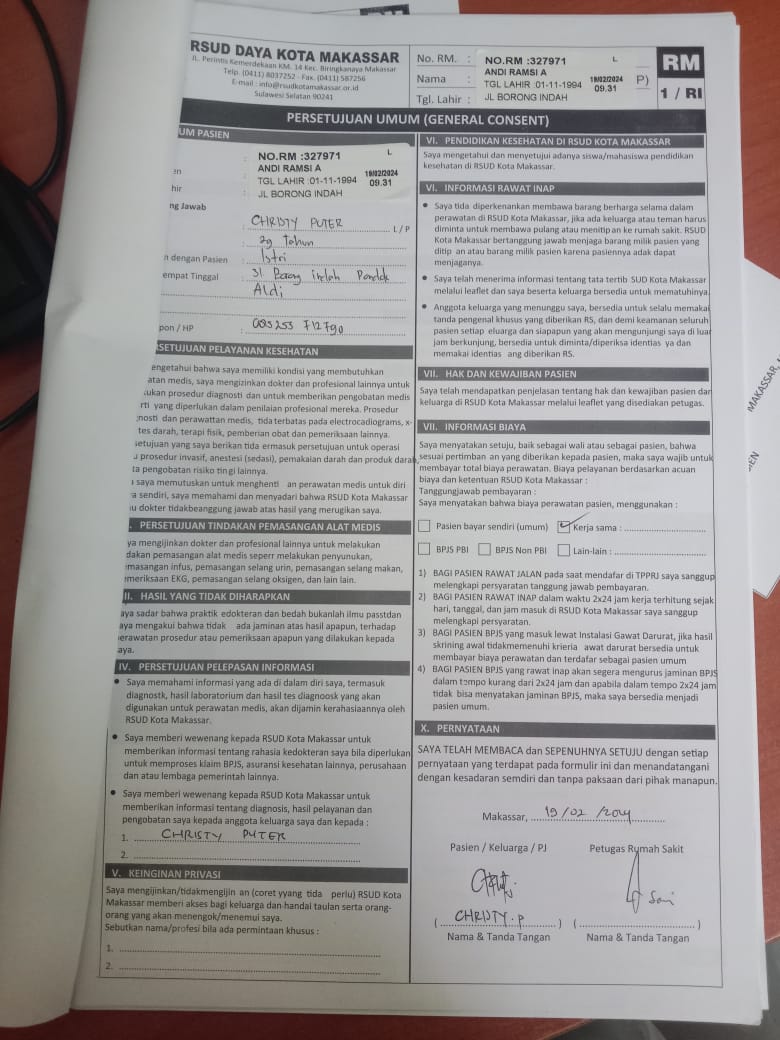 RSUD DAYA KOTA MAKASSAR
JL. Perintis Kemerdekaan KM. 14 Kec. Biringkanaya Makassar
Telp. (0411) 8037252 - Fax. (0411) 587256
E-mail : info@rsudkotamakassar.or.id
Sulawesi Selatan 90241
No. RM. :
Nama :
Tgl. Lahir :
NO.RM :327971 L
ANDI RAMSI A
TGL LAHIR :01-11-1994
JL BORONG INDAH
18/02/2024
09.31
P)
RM
1 / RI
PERSETUJUAN UMUM (GENERAL CONSENT)
UM PASIEN
en :
hir :
NO.RM :327971 L
ANDI RAMSI A
TGL LAHIR :01-11-1994
JL BORONG INDAH
18/02/2024
09.31
ng Jawab
: CHRISTY PUTER L / P
: 29 tahun
n dengan Pasien : Istri
empat Tinggal : Jl Borong indah Pondok
Aldi
pon / HP :
SETUJUAN PELAYANAN KESEHATAN
engetahui bahwa saya memiliki kondisi yang membutuhkan
atan medis, saya mengizinkan dokter dan profesional lainnya untuk
ukan prosedur diagnosti dan untuk memberikan pengobatan medis
rti yang diperlukan dalam penilaian profesional mereka. Prosedur
nosti dan perawattan medis, tida terbatas pada electrocardiograms, x-
tes darah, terapi fisik, pemberian obat dan pemeriksaan lainnya.
setujuan yang saya berikan tida ermasuk persetujuan untuk operasi
u prosedur invasif, anestesi (sedasi), pemakaian darah dan produk darah,
ta pengobatan risiko tin gi lainnya.
saya memutuskan untuk menghenti an perawatan medis untuk diri
a sendiri, saya memahami dan menyadari bahwa RSUD Kota Makassar
u dokter tidakbeanggung jawab atas hasil yang merugikan saya.
. PERSETUJUAN TINDAKAN PEMASANGAN ALAT MEDIS
ya mengijinkan dokter dan profesional lainnya untuk melakukan
dakan pemasangan alat medis seperr melakukan penyunukan,
masangan infus, pemasangan selang urin, pemasangan selang makan,
emeriksaan EKG, pemasangan selang oksigen, dan lain lain.
II. HASIL YANG TIDAK DIHARAPKAN
aya sadar bahwa praktik edokteran dan bedah bukanlah ilmu passtdan
aya mengakui bahwa tidak ada jaminan atas hasil apapun, terhadap
erawatan prosedur atau pemeriksaan apapun yang dilakukan kepada
aya.
IV. PERSETUJUAN PELEPASAN INFORMASI
● Saya memahami informasi yang ada di dalam diri saya, termasuk
diagnostk, hasil laboratorium dan hasil tes diagnoosk yang akan
digunakan untuk perawatan medis, akan dijamin kerahasiaannya oleh
RSUD Kota Makassar.
● Saya memberi wewenang kepada RSUD Kota Makassar untuk
memberikan informasi tentang rahasia kedokteran saya bila diperlukan
untuk memproses klaim BPJS, asuransi kesehatan lainnya, perusahaan
dan atau lembaga pemerintah lainnya.
● Saya memberi wewenang kepada RSUD Kota Makassar untuk
memberikan informasi tentang diagnosis, hasil pelayanan dan
pengobatan saya kepada anggota keluarga saya dan kepada :
1. CHRISTY PUTER
2.
V. KEINGINAN PRIVASI
Saya mengijinkan/tidakmengijin an (coret yyang tida perlu) RSUD Kota
Makassar memberi akses bagi keluarga dan handai taulan serta orang-
orang yang akan menengok/menemui saya.
Sebutkan nama/profesi bila ada permintaan khusus :
1.
2.
VI. PENDIDIKAN KESEHATAN DI RSUD KOTA MAKASSAR
Saya mengetahui dan menyetujui adanya siswa/mahasiswa pendidikan
kesehatan di RSUD Kota Makassar.
VI. INFORMASI RAWAT INAP
● Saya tida diperkenankan membawa barang berharga selama dalam
perawatan di RSUD Kota Makassar, jika ada keluarga atau teman harus
diminta untuk membawa pulang atau menitip an ke rumah sakit. RSUD
Kota Makassar bertanggung jawab menjaga barang milik pasien yang
ditip an atau barang milik pasien karena pasiennya adak dapat
menjaganya.
● Saya telah menerima informasi tentang tata tertib SUD Kota Makassar
melalui leaflet dan saya beserta keluarga bersedia untuk mematuhinya.
● Anggota keluarga yang menunggu saya, bersedia untuk selalu memakai
tanda pengenal khusus yang diberikan RS, dan demi keamanan seluruh
pasien setiap eluarga dan siapapun yang akan mengunjungi saya di luar
jam berkunjung, bersedia untuk diminta/diperiksa identias ya dan
memakai identias ang diberikan RS.
VII. HAK DAN KEWAJIBAN PASIEN
Saya telah mendapatkan penjelasan tentang hak dan kewajiban pasien dan
keluarga di RSUD Kota Makassar melalui leaflet yang disediakan petugas.
VII. INFORMASI BIAYA
Saya menyatakan setuju, baik sebagai wali atau sebagai pasien, bahwa
sesuai pertimban an yang diberikan kepada pasien, maka saya wajib untuk
membayar total biaya perawatan. Biaya pelayanan berdasarkan acuan
biaya dan ketentuan RSUD Kota Makassar :
Tanggungjawab pembayaran :
Saya menyatakan bahwa biaya perawatan pasien, menggunakan :
Pasien bayar sendiri (umum) Kerja sama :
BPJS PBI BPJS Non PBI Lain-lain :
1) BAGI PASIEN RAWAT JALAN pada saat mendafar di TPPRJ saya sanggup
melengkapi persyaratan tanggung jawab pembayaran.
2) BAGI PASIEN RAWAT INAP dalam waktu 2x24 jam kerja terhitung sejak
hari, tanggal, dan jam masuk di RSUD Kota Makassar saya sanggup
melengkapi persyaratan.
3) BAGI PASIEN BPJS yang masuk lewat Instalasi Gawat Darurat, jika hasil
skrining awal tidakmemenuhi krieria awat darurat bersedia untuk
membayar biaya perawatan dan terdafar sebagai pasien umum
4) BAGI PASIEN BPJS yang rawat inap akan segera mengurus jaminan BPJS
dalam tempo kurang dari 2x24 jam dan apabila dalam tempo 2x24 jam
tidak bisa menyatakan jaminan BPJS, maka saya bersedia menjadi
pasien umum.
X. PERNYATAAN
SAYA TELAH MEMBACA dan SEPENUHNYA SETUJU dengan setiap
pernyataan yang terdapat pada formulir ini dan menandatangani
dengan kesadaran semdiri dan tanpa paksaan dari pihak manapun.
Makassar, 19/02/2024
Pasien / Keluarga / PJ Petugas Rumah Sakit
( CHRISTY.P ) ( )
Nama & Tanda Tangan Nama & Tanda Tangan
MAKASSAR,